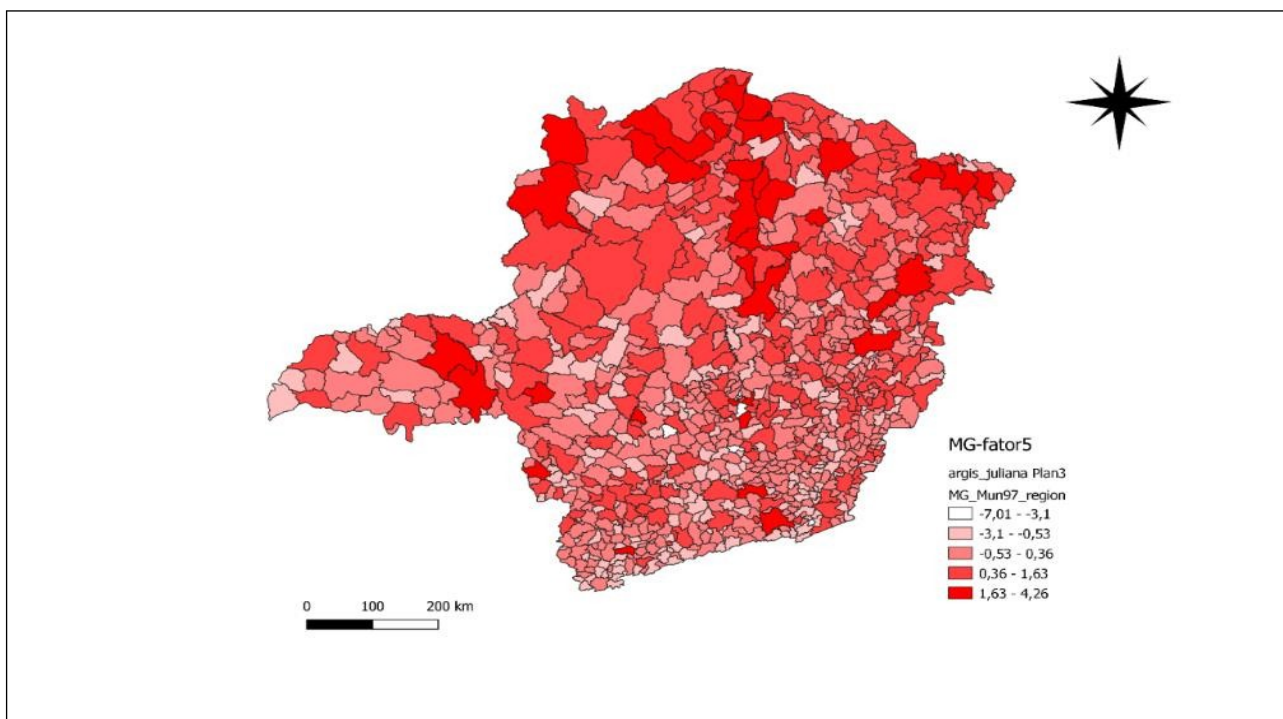 MG-fator5
argis_juliana Plan3
MG_Mun97_region
-7,01 - -3,1
-3,1 - -0,53
-0,53 - 0,36
0,36 - 1,63
1,63 - 4,26
0 100 200 km